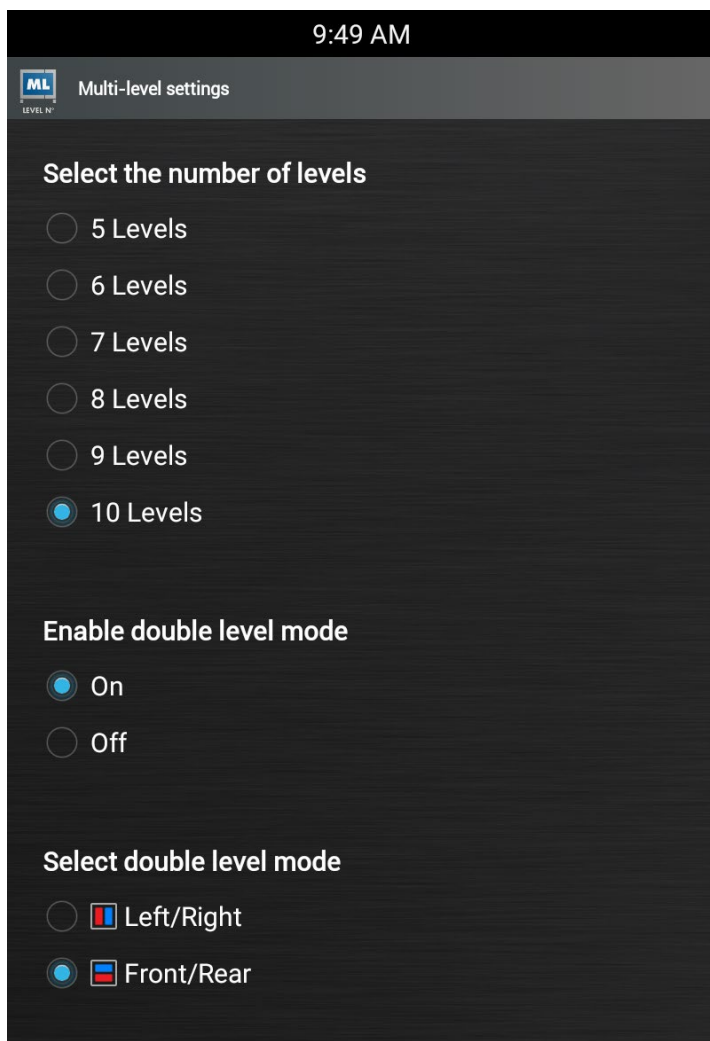 9:49 AM
ML
LEVEL N°
Multi-level settings
Select the number of levels
5 Levels
6 Levels
7 Levels
8 Levels
9 Levels
10 Levels
Enable double level mode
On
Off
Select double level mode
Left/Right
Front/Rear